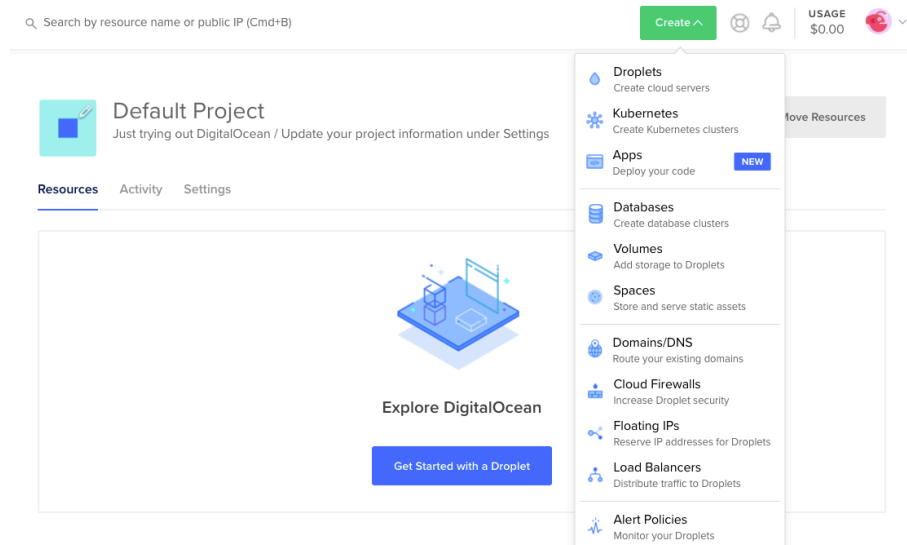 Search by resource name or public IP (Cmd+B)
Create
USAGE
$0.00
Default Project
Just trying out DigitalOcean / Update your project information under Settings
Move Resources
Resources
Activity
Settings
Explore DigitalOcean
Get Started with a Droplet
Droplets
Create cloud servers
Kubernetes
Create Kubernetes clusters
Apps
Deploy your code
NEW
Databases
Create database clusters
Volumes
Add storage to Droplets
Spaces
Store and serve static assets
Domains/DNS
Route your existing domains
Cloud Firewalls
Increase Droplet security
Floating IPs
Reserve IP addresses for Droplets
Load Balancers
Distribute traffic to Droplets
Alert Policies
Monitor your Droplets